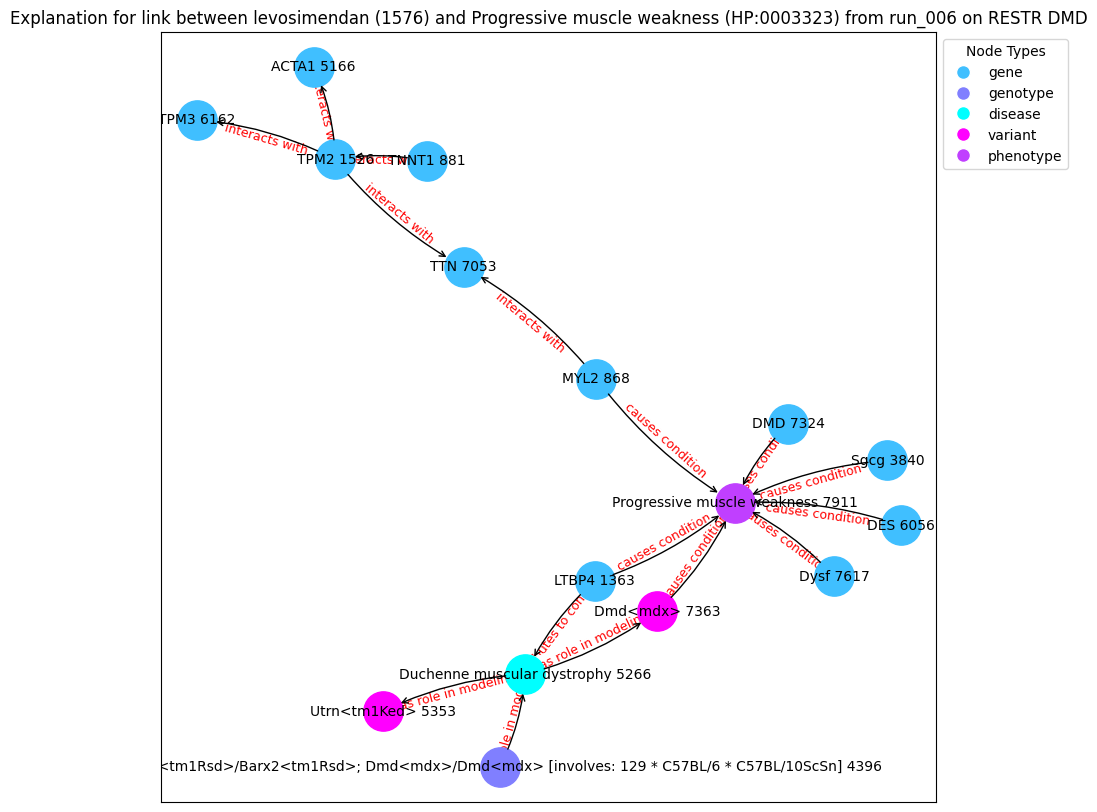 Explanation for link between levosimendan (1576) and Progressive muscle weakness (HP:0003323) from run_006 on RESTR DMD
Node Types
gene
genotype
disease
variant
phenotype
ACTA1 5166
TPM3 6162
interacts with
TPM2 1526
TNNT1 881
interacts with
TTN 7053
interacts with
MYL2 868
causes condition
DMD 7324
Sgcg 3840
causes condition
Progressive muscle weakness 7911
causes condition
DES 6056
causes condition
Dysf 7617
LTBP4 1363
Dmd<mdx> 7363
Duchenne muscular dystrophy 5266
role in modeling
Utrn<tm1Ked> 5353
<tm1Rsd>/Barx2<tm1Rsd>; Dmd<mdx>/Dmd<mdx> [involves: 129 * C57BL/6 * C57BL/10ScSn] 4396